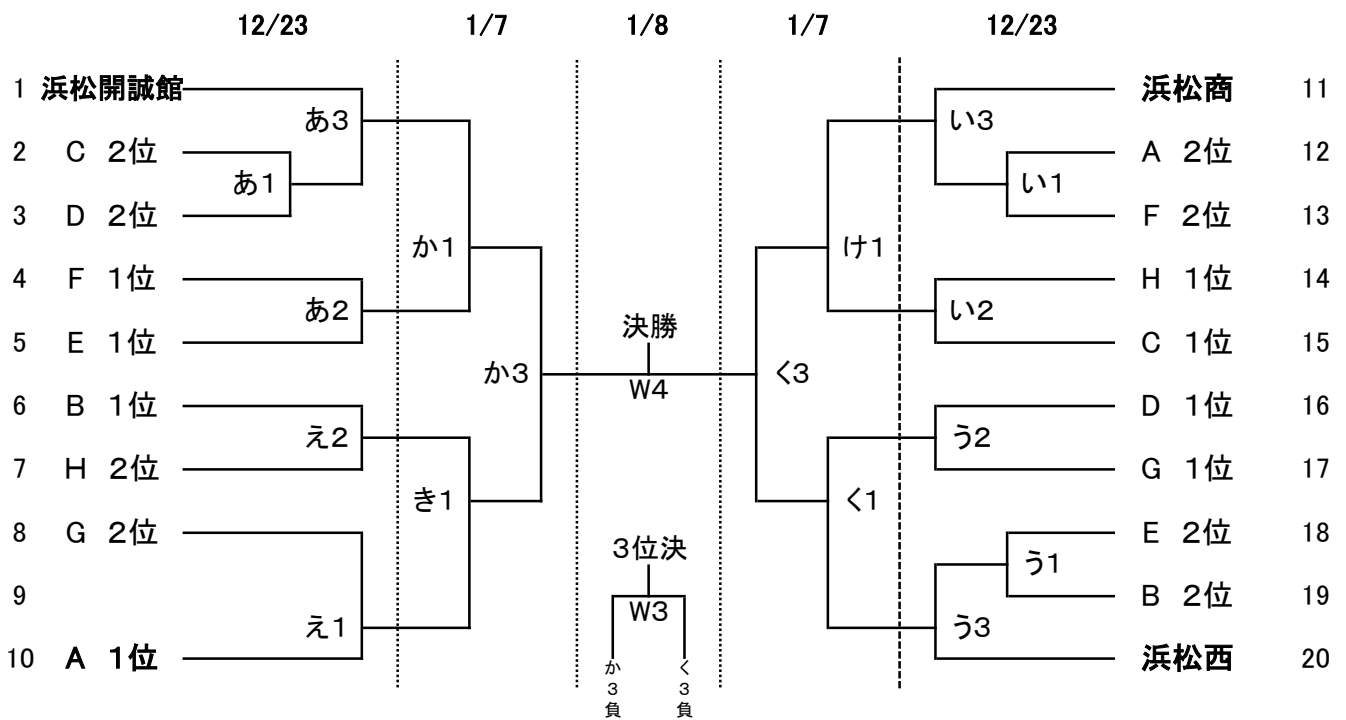 12/23 1/7 1/8 1/7 12/23
1 浜松開誠館 浜松商 11
あ3 い3
2 C 2位 A 2位 12
あ1 い1
3 D 2位 F 2位 13
か1 け1
4 F 1位 H 1位 14
あ2 い2
決勝
5 E 1位 C 1位 15
か3 く3
W4
6 B 1位 D 1位 16
え2 う2
7 H 2位 G 1位 17
き1 く1
8 G 2位 E 2位 18
3位決
う1
9 B 2位 19
W3
え1 う3
10 A 1位 浜松西 20
か3負 く3負